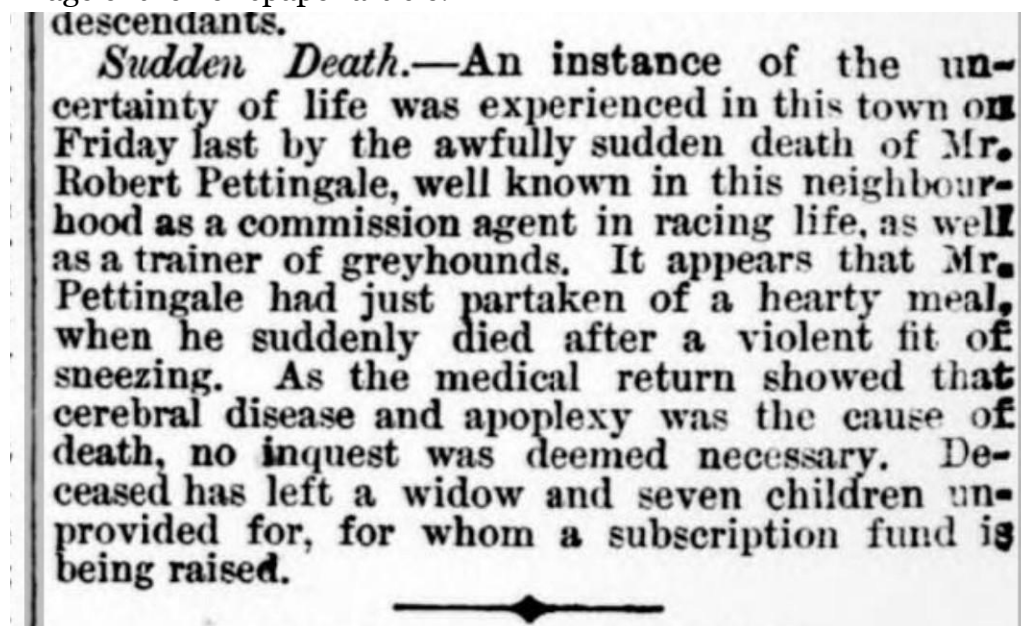 descendants.
Sudden Death.—An instance of the un-
certainty of life was experienced in this town on
Friday last by the awfully sudden death of Mr.
Robert Pettingale, well known in this neighbour-
hood as a commission agent in racing life, as well
as a trainer of greyhounds. It appears that Mr.
Pettingale had just partaken of a hearty meal,
when he suddenly died after a violent fit of
sneezing. As the medical return showed that
cerebral disease and apoplexy was the cause of
death, no inquest was deemed necessary. De-
ceased has left a widow and seven children un-
provided for, for whom a subscription fund is
being raised.